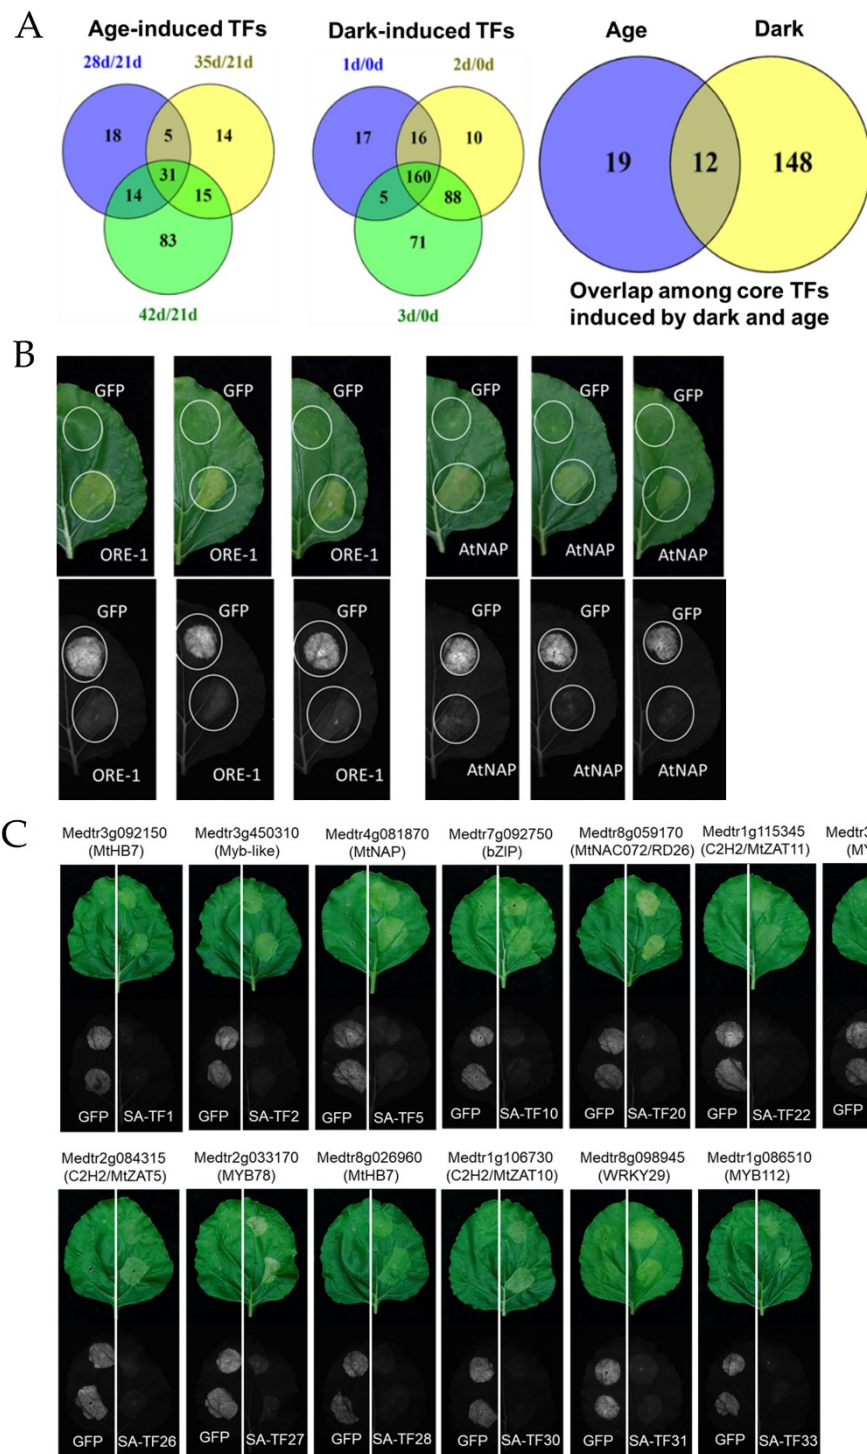 A
Age-induced TFs
Dark-induced TFs
Age
Dark
28d/21d
35d/21d
1d/0d
2d/0d
18
5
14
31
14
15
83
42d/21d
17
16
10
160
5
88
71
3d/0d
19
12
148
Overlap among core TFs
induced by dark and age
B
GFP
GFP
GFP
GFP
GFP
GFP
ORE-1
ORE-1
ORE-1
AtNAP
AtNAP
AtNAP
GFP
GFP
GFP
GFP
GFP
GFP
ORE-1
ORE-1
ORE-1
AtNAP
AtNAP
AtNAP
C
Medtr3g092150
(MtHB7)
Medtr3g450310
(Myb-like)
Medtr4g081870
(MtNAP)
Medtr7g092750
(bZIP)
Medtr8g059170
(MtNAC072/RD26)
Medtr1g115345
(C2H2/MtZAT11)
Medtr3
(MY
GFP SA-TF1
GFP SA-TF2
GFP SA-TF5
GFP SA-TF10
GFP SA-TF20
GFP SA-TF22
GFP
Medtr2g084315
(C2H2/MtZAT5)
Medtr2g033170
(MYB78)
Medtr8g026960
(MtHB7)
Medtr1g106730
(C2H2/MtZAT10)
Medtr8g098945
(WRKY29)
Medtr1g086510
(MYB112)
GFP SA-TF26
GFP SA-TF27
GFP SA-TF28
GFP SA-TF30
GFP SA-TF31
GFP SA-TF33